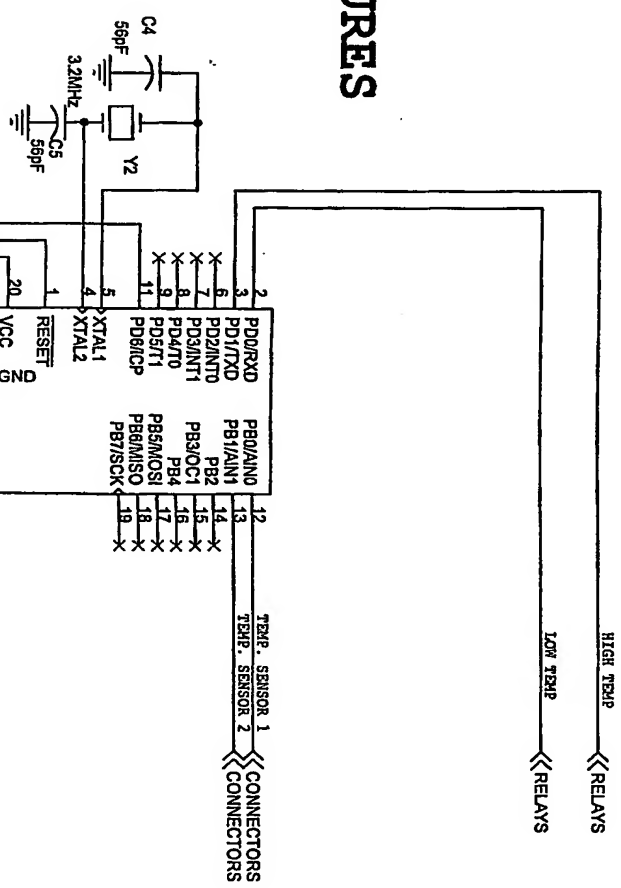 HIGH TEMP RELAYS
LOW TEMP RELAYS
URES
2 PD0/RXD PB0/AIN0 12 TEMP. SENSOR 1 CONNECTORS
3 PD1/TXD PB1/AIN1 13 TEMP. SENSOR 2 CONNECTORS
6 PD2/INT0 PB2 14
7 PD3/INT1 PB3/OC1 15
8 PD4/T0 PB4 16
9 PD5/T1 PB5/MOSI 17
11 PD6/ICP PB6/MISO 18
PB7/SCK 19
C4
56pF
Y2
5 XTAL1
4 XTAL2
3.2MHz
C5
56pF
1 RESET
20 VCC
GND